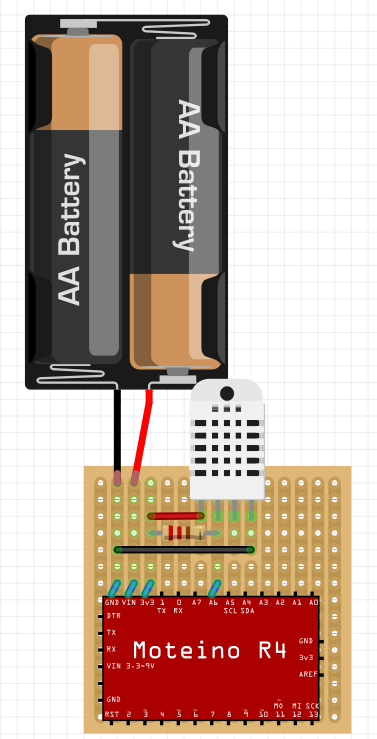 AA Battery
AA Battery
GND VIN 3v3 1 0 A7 A6 A5 A4 A3 A2 A1 A0
TX RX SCL SDA
DTR
TX
RX
VIN 3.3-9V
GND
Moteino R4
GND
3v3
AREF
M0 MI SCK
RST 2 3 4 5 6 7 8 9 10 11 12 13